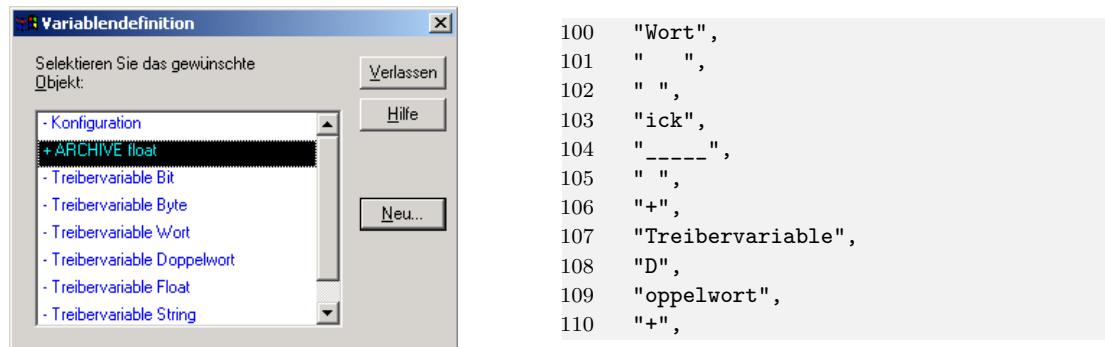 Variablendefinition
Selektieren Sie das gewünschte
Objekt:
Verlassen
Hilfe
Neu...
- Konfiguration
+ ARCHIVE float
- Treibervariable Bit
- Treibervariable Byte
- Treibervariable Wort
- Treibervariable Doppelwort
- Treibervariable Float
- Treibervariable String
100 "Wort",
101 "   ",
102 " ",
103 "ick",
104 "_____",
105 " ",
106 "+",
107 "Treibervariable",
108 "D",
109 "oppelwort",
110 "+",